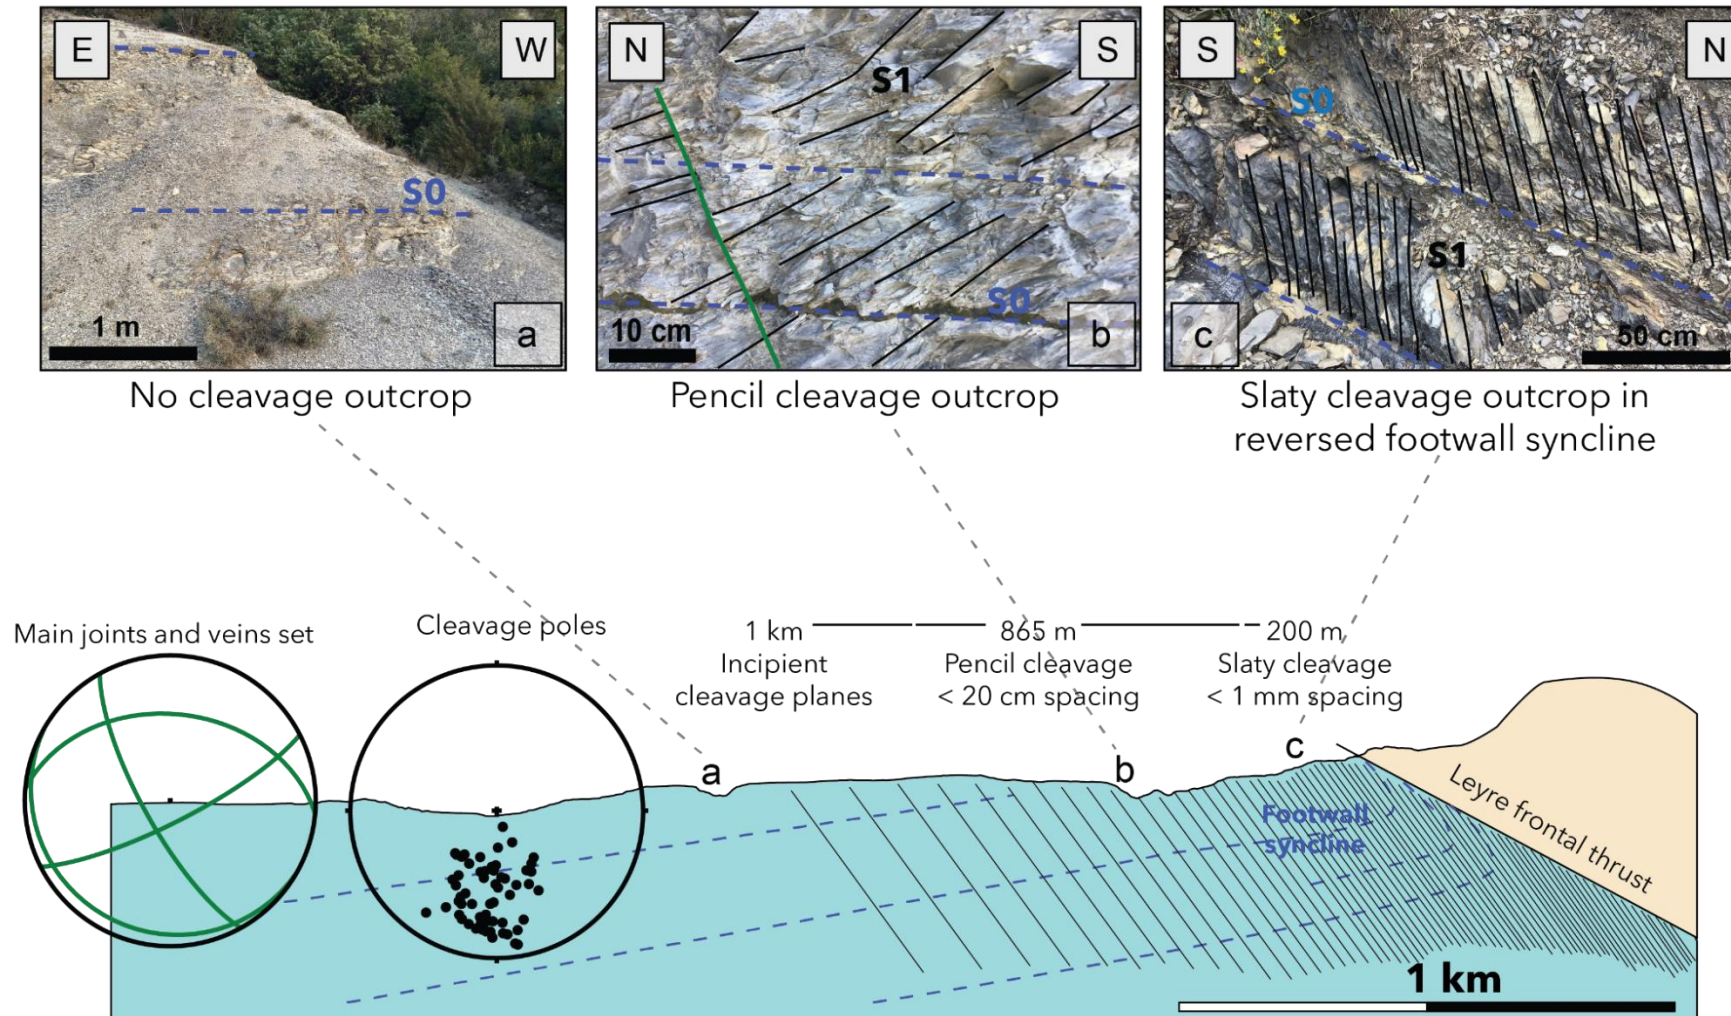 E
W
S0
1 m
a
N
S
S1
S0
10 cm
b
S
N
S0
S1
50 cm
c
No cleavage outcrop
Pencil cleavage outcrop
Slaty cleavage outcrop in
reversed footwall syncline
Main joints and veins set
Cleavage poles
1 km
865 m
200 m
Incipient
cleavage planes
Pencil cleavage
< 20 cm spacing
Slaty cleavage
< 1 mm spacing
a
b
c
Footwall
syncline
Leyre frontal thrust
1 km